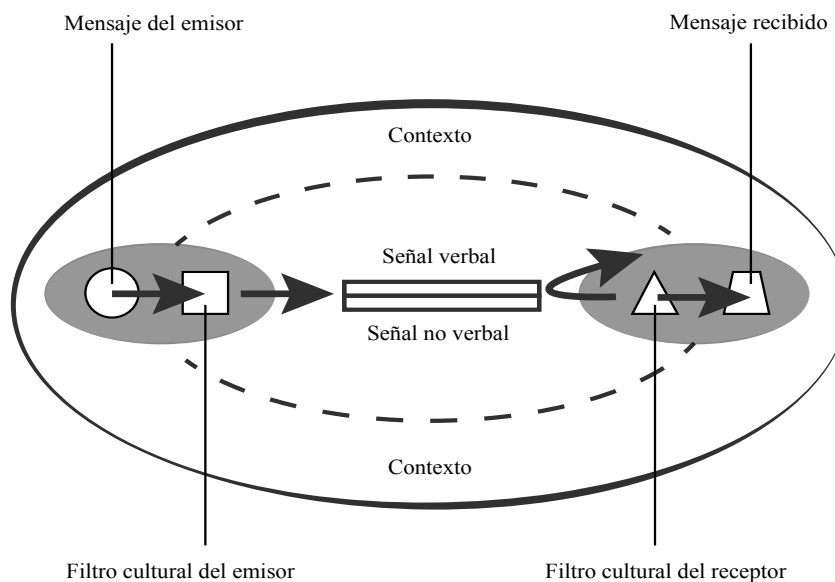 Mensaje del emisor
Mensaje recibido
Contexto
Señal verbal
Señal no verbal
Contexto
Filtro cultural del emisor
Filtro cultural del receptor